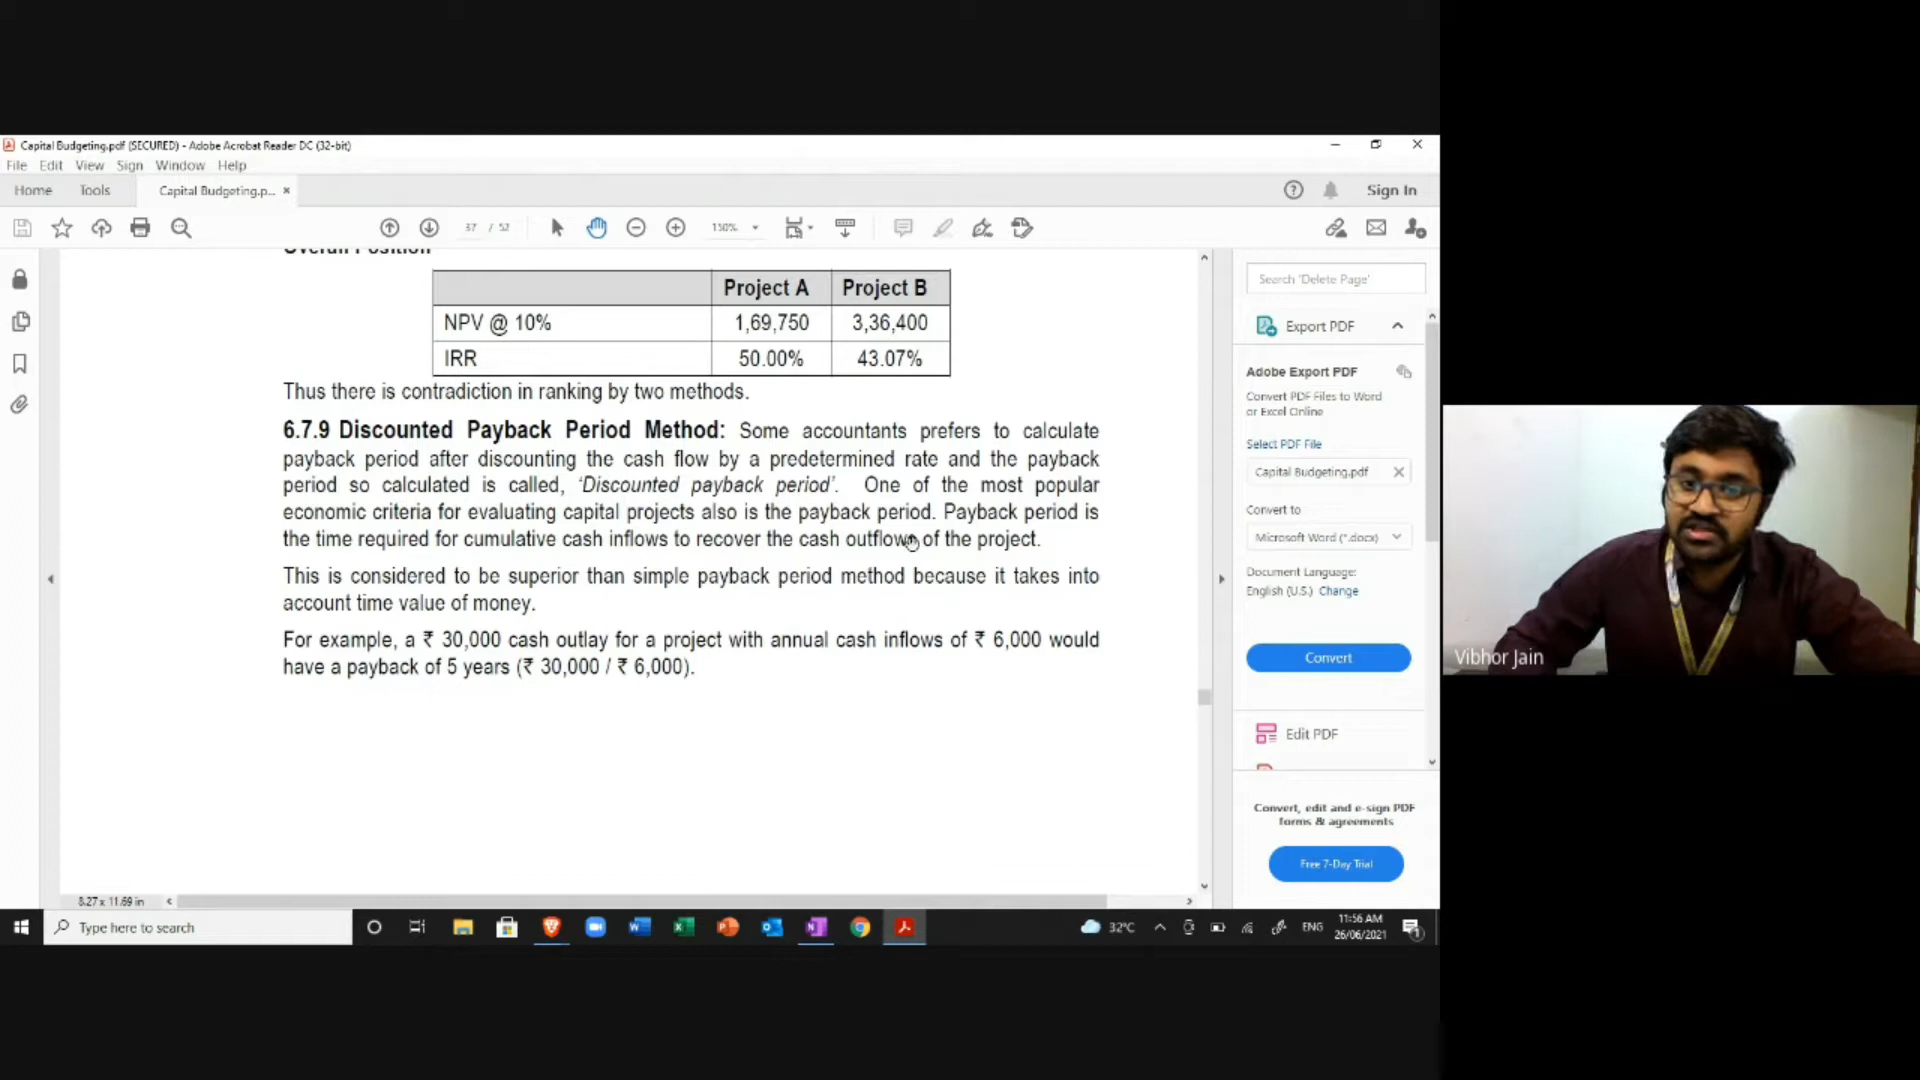 Capital Budgeting.pdf (SECURED) - Adobe Acrobat Reader DC (32-bit)
File Edit View Sign Window Help
Home Tools Capital Budgeting.p... × Sign In
37 / 52 150%
Overall Position
Project A Project B
NPV @ 10% 1,69,750 3,36,400
IRR 50.00% 43.07%
Thus there is contradiction in ranking by two methods.
6.7.9 Discounted Payback Period Method: Some accountants prefers to calculate
payback period after discounting the cash flow by a predetermined rate and the payback
period so calculated is called, ‘Discounted payback period’. One of the most popular
economic criteria for evaluating capital projects also is the payback period. Payback period is
the time required for cumulative cash inflows to recover the cash outflows of the project.
This is considered to be superior than simple payback period method because it takes into
account time value of money.
For example, a ₹ 30,000 cash outlay for a project with annual cash inflows of ₹ 6,000 would
have a payback of 5 years (₹ 30,000 / ₹ 6,000).
8.27 x 11.69 in
Search 'Delete Page'
Export PDF
Adobe Export PDF
Convert PDF Files to Word
or Excel Online
Select PDF File
Capital Budgeting.pdf
Convert to
Microsoft Word (*.docx)
Document Language:
English (U.S.) Change
Convert
Edit PDF
Convert, edit and e-sign PDF
forms & agreements
Free 7-Day Trial
Vibhor Jain
Type here to search
32°C ENG 11:56 AM
26/06/2021
1